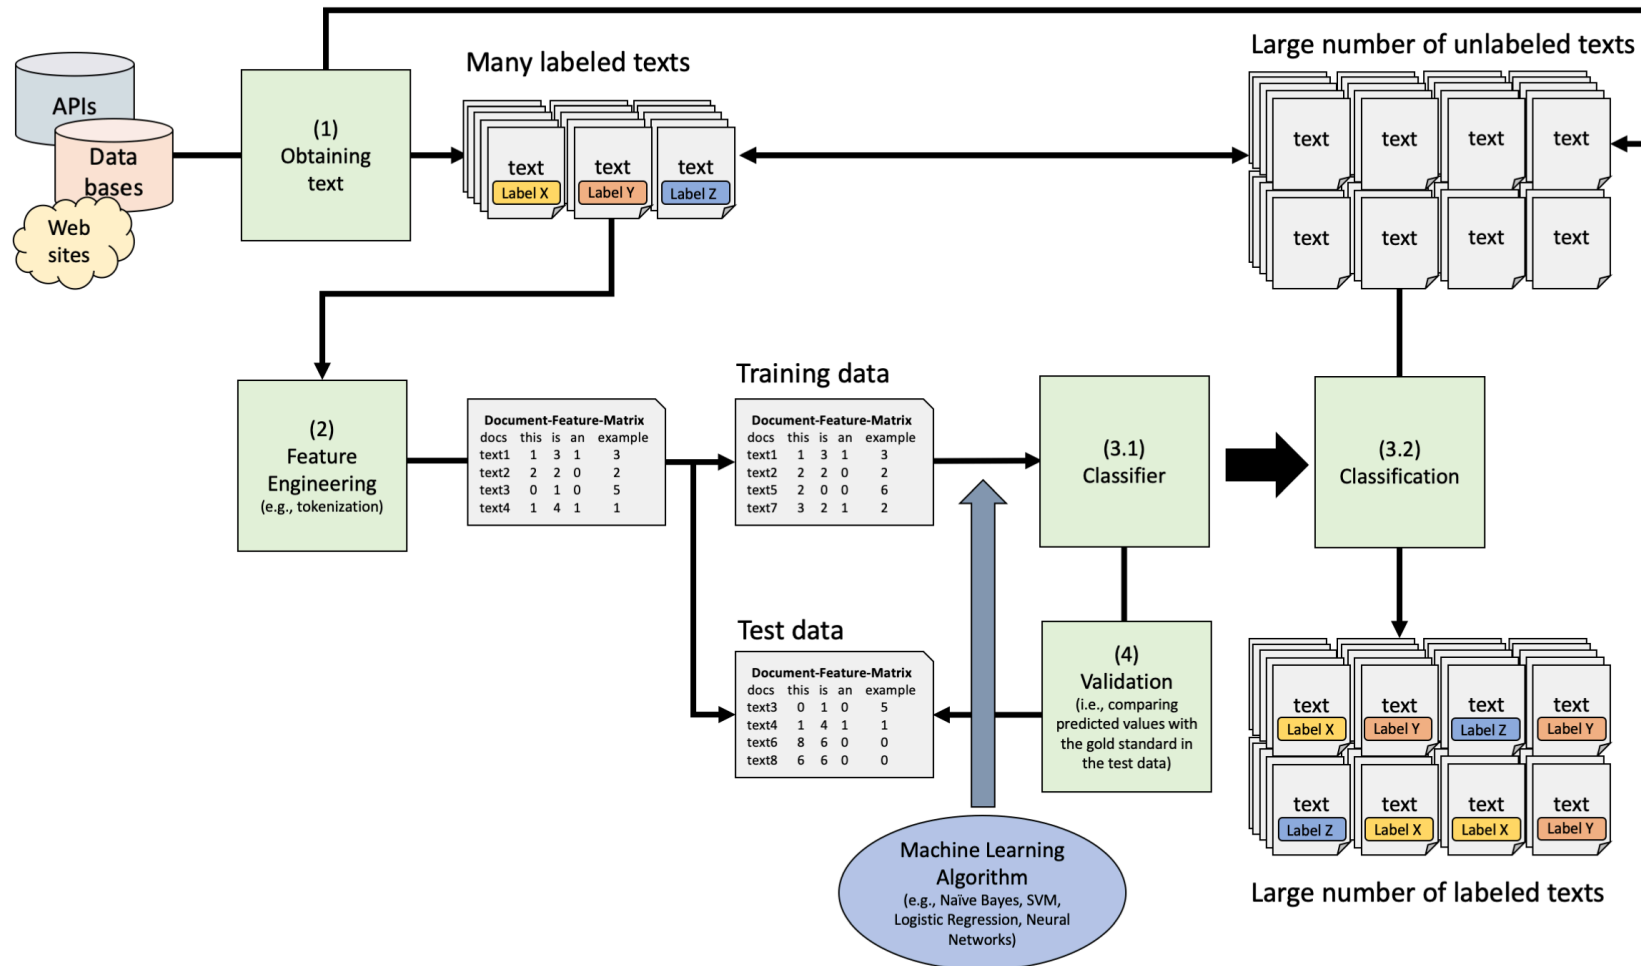 APIs
Data
bases
Web
sites
(1)
Obtaining
text
Many labeled texts
text
Label X
text
Label Y
text
Label Z
Large number of unlabeled texts
text
text
text
text
text
text
text
text
(2)
Feature
Engineering
(e.g., tokenization)
Document-Feature-Matrix
docs this is an example
text1 1 3 1 3
text2 2 2 0 2
text3 0 1 0 5
text4 1 4 1 1
Training data
Document-Feature-Matrix
docs this is an example
text1 1 3 1 3
text2 2 2 0 2
text5 2 0 0 6
text7 3 2 1 2
(3.1)
Classifier
(3.2)
Classification
Test data
Document-Feature-Matrix
docs this is an example
text3 0 1 0 5
text4 1 4 1 1
text6 8 6 0 0
text8 6 6 0 0
(4)
Validation
(i.e., comparing
predicted values with
the gold standard in
the test data)
Machine Learning
Algorithm
(e.g., Naïve Bayes, SVM,
Logistic Regression, Neural
Networks)
text
Label X
text
Label Y
text
Label Z
text
Label Y
text
Label Z
text
Label X
text
Label X
text
Label Y
Large number of labeled texts